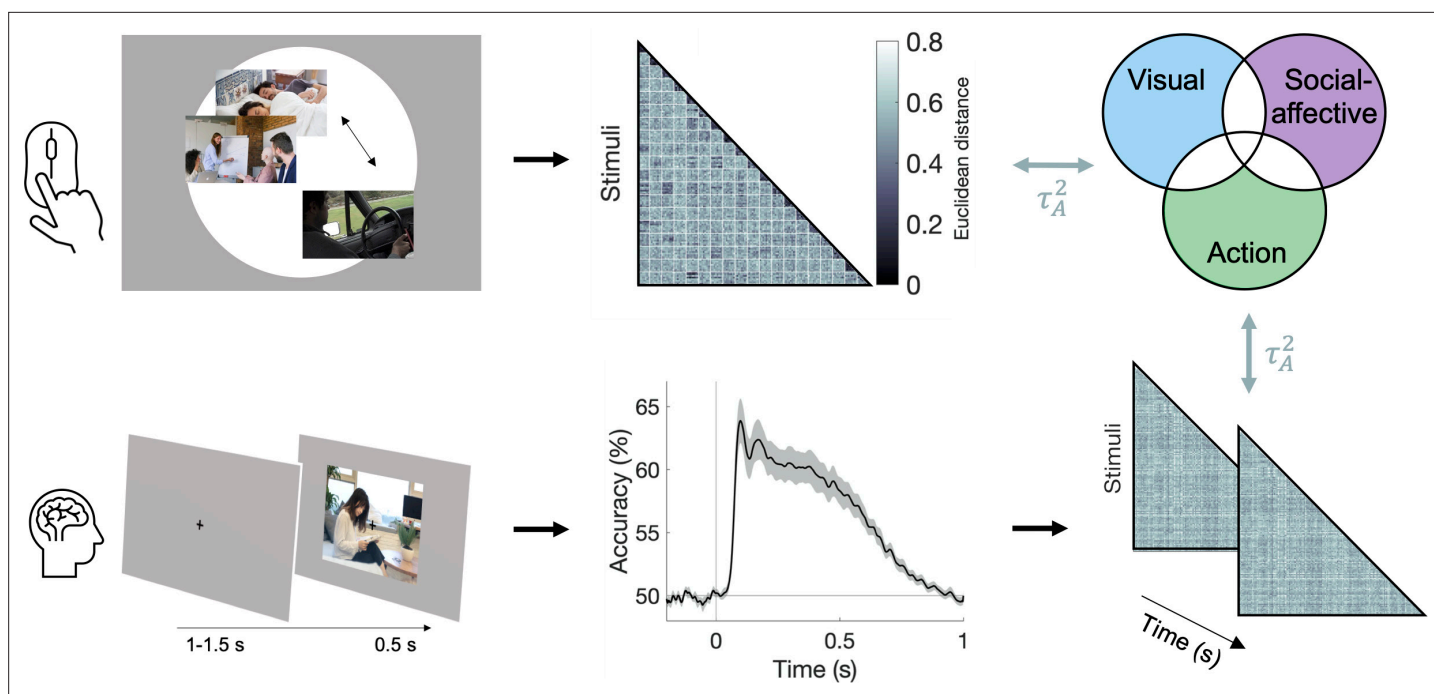 Stimuli
0.8
0.6
0.4
0.2
0
Euclidean distance
τ²_A
Visual
Social-
affective
Action
τ²_A
1-1.5 s
0.5 s
Accuracy (%)
65
60
55
50
0
0.5
1
Time (s)
Stimuli
Time (s)